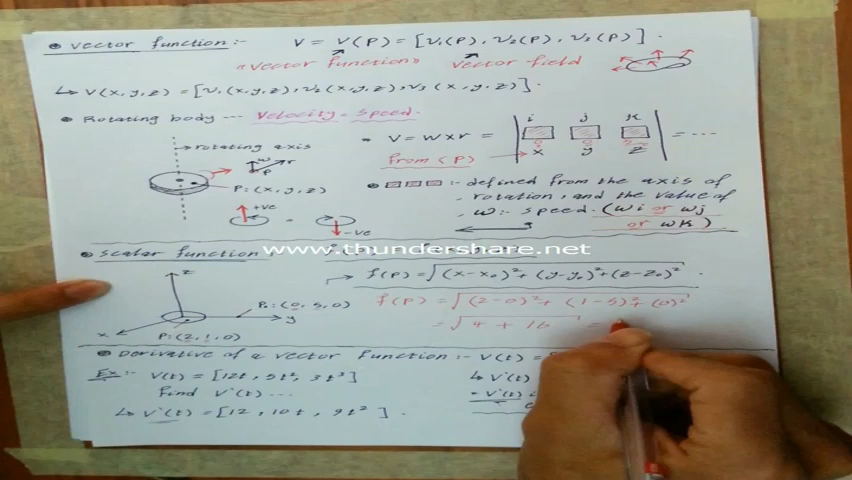 • Vector function :- V = V(P) = [v₁(P), v₂(P), v₃(P)].
"Vector function" Vector field
↳ V(x,y,z) = [v₁(x,y,z), v₂(x,y,z), v₃(x,y,z)].
• Rotating body --- Velocity = speed.
→ rotating axis
w r
P
P:(x,y,z)
+ve
-ve
• V = w×r = | i j k | = ---
from (P) → x y z
• :- defined from the axis of
rotation, and the value of
w :- speed. (wi or wj
or wk)
www.thundershare.net
• Scalar function :
f(P) = √(x-x₀)²+(y-y₀)²+(z-z₀)² .
f(P) = √(2-0)²+(1-5)²+(0)²
= √4 + 16 =
z
P₀:(0,5,0)
x y
P:(2,1,0)
• Derivative of a vector function :- V(t) =
Ex:- V(t) = [12t, 5t², 3t³]
Find V'(t) ...
↳ V'(t) = [12, 10t, 9t²].
↳ V'(t)
= V'(t)